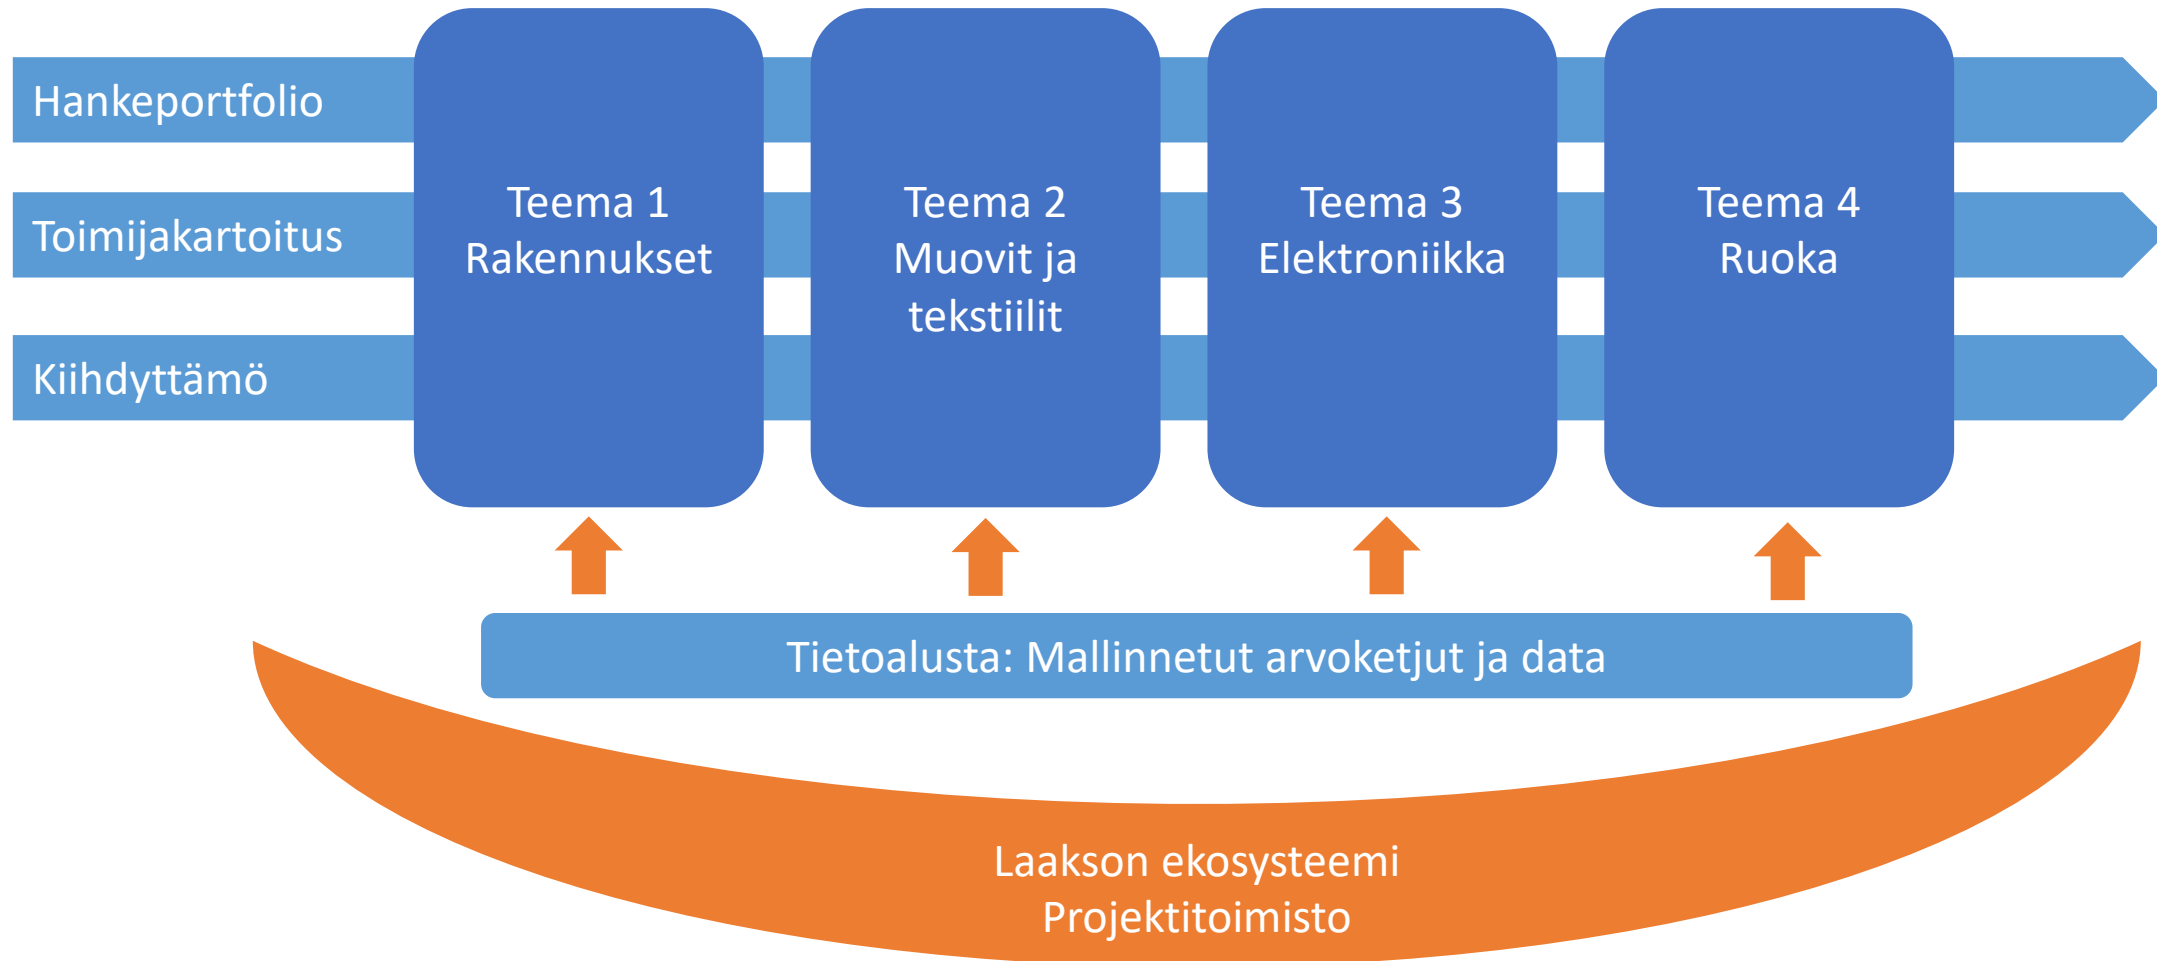 Hankeportfolio
Toimijakartoitus
Kiihdyttämö
Teema 1
Rakennukset
Teema 2
Muovit ja
tekstiilit
Teema 3
Elektroniikka
Teema 4
Ruoka
Tietoalusta: Mallinnetut arvoketjut ja data
Laakson ekosysteemi
Projektitoimisto